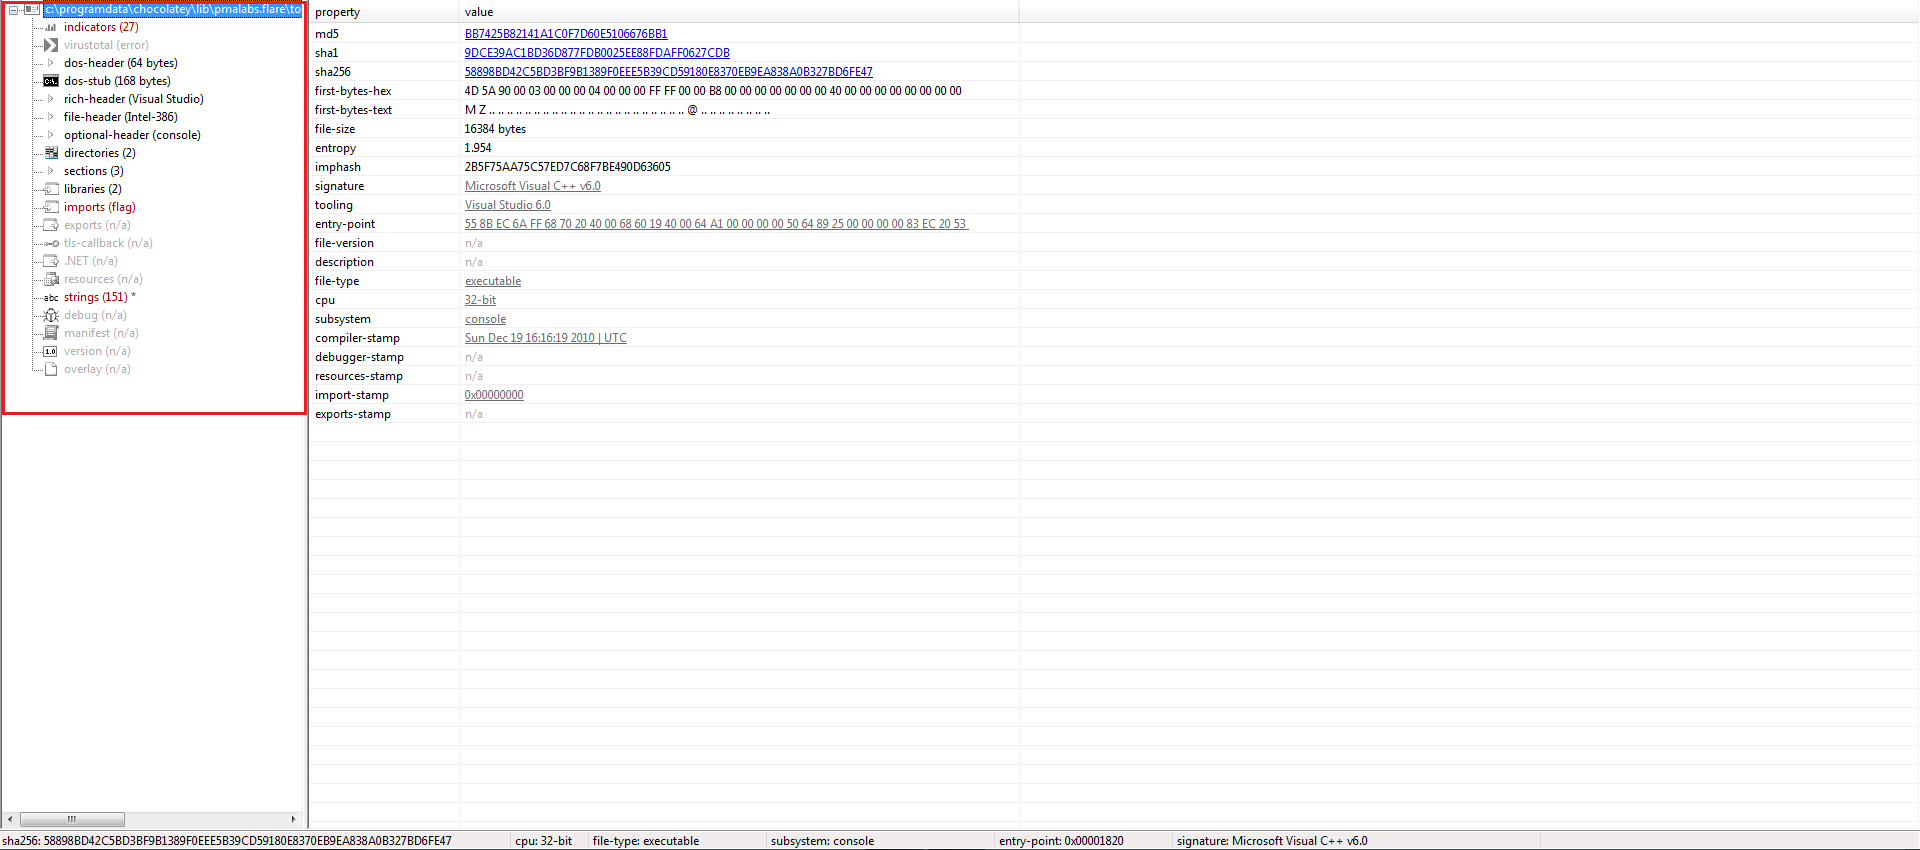 c:\programdata\chocolatey\lib\pmalabs.flare\to
indicators (27)
virustotal (error)
dos-header (64 bytes)
dos-stub (168 bytes)
rich-header (Visual Studio)
file-header (Intel-386)
optional-header (console)
directories (2)
sections (3)
libraries (2)
imports (flag)
exports (n/a)
tls-callback (n/a)
.NET (n/a)
resources (n/a)
abc strings (151) *
debug (n/a)
manifest (n/a)
1.0 version (n/a)
overlay (n/a)
property value
md5 BB7425B82141A1C0F7D60E5106676BB1
sha1 9DCE39AC1BD36D877FDB0025EE88FDAFF0627CDB
sha256 58898BD42C5BD3BF9B1389F0EEE5B39CD59180E8370EB9EA838A0B327BD6FE47
first-bytes-hex 4D 5A 90 00 03 00 00 00 04 00 00 00 FF FF 00 00 B8 00 00 00 00 00 00 00 40 00 00 00 00 00 00 00
first-bytes-text M Z .. .. .. .. .. .. .. .. .. .. .. .. .. .. .. .. .. .. .. .. .. .. @ .. .. .. .. .. .. ..
file-size 16384 bytes
entropy 1.954
imphash 2B5F75AA75C57ED7C68F7BE490D63605
signature Microsoft Visual C++ v6.0
tooling Visual Studio 6.0
entry-point 55 8B EC 6A FF 68 70 20 40 00 68 60 19 40 00 64 A1 00 00 00 00 50 64 89 25 00 00 00 00 83 EC 20 53
file-version n/a
description n/a
file-type executable
cpu 32-bit
subsystem console
compiler-stamp Sun Dec 19 16:16:19 2010 | UTC
debugger-stamp n/a
resources-stamp n/a
import-stamp 0x00000000
exports-stamp n/a
sha256: 58898BD42C5BD3BF9B1389F0EEE5B39CD59180E8370EB9EA838A0B327BD6FE47 cpu: 32-bit file-type: executable subsystem: console entry-point: 0x00001820 signature: Microsoft Visual C++ v6.0